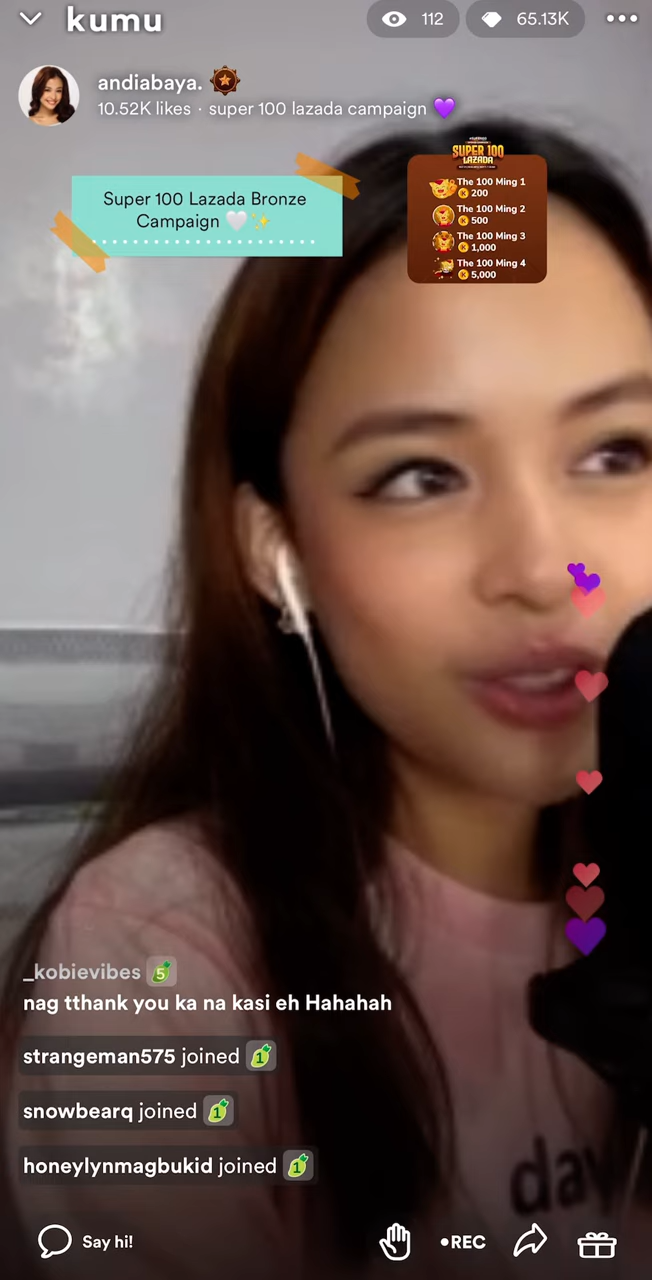 kumu
112
65.13K
andiabaya.
10.52K likes · super 100 lazada campaign 💜
Super 100 Lazada Bronze
Campaign 🤍✨
SUPER 100
LAZADA
The 100 Ming 1
200
The 100 Ming 2
500
The 100 Ming 3
1,000
The 100 Ming 4
5,000
_kobievibes 5
nag tthank you ka na kasi eh Hahahah
strangeman575 joined 1
snowbearq joined 1
honeylynmagbukid joined 1
day
Say hi!
•REC